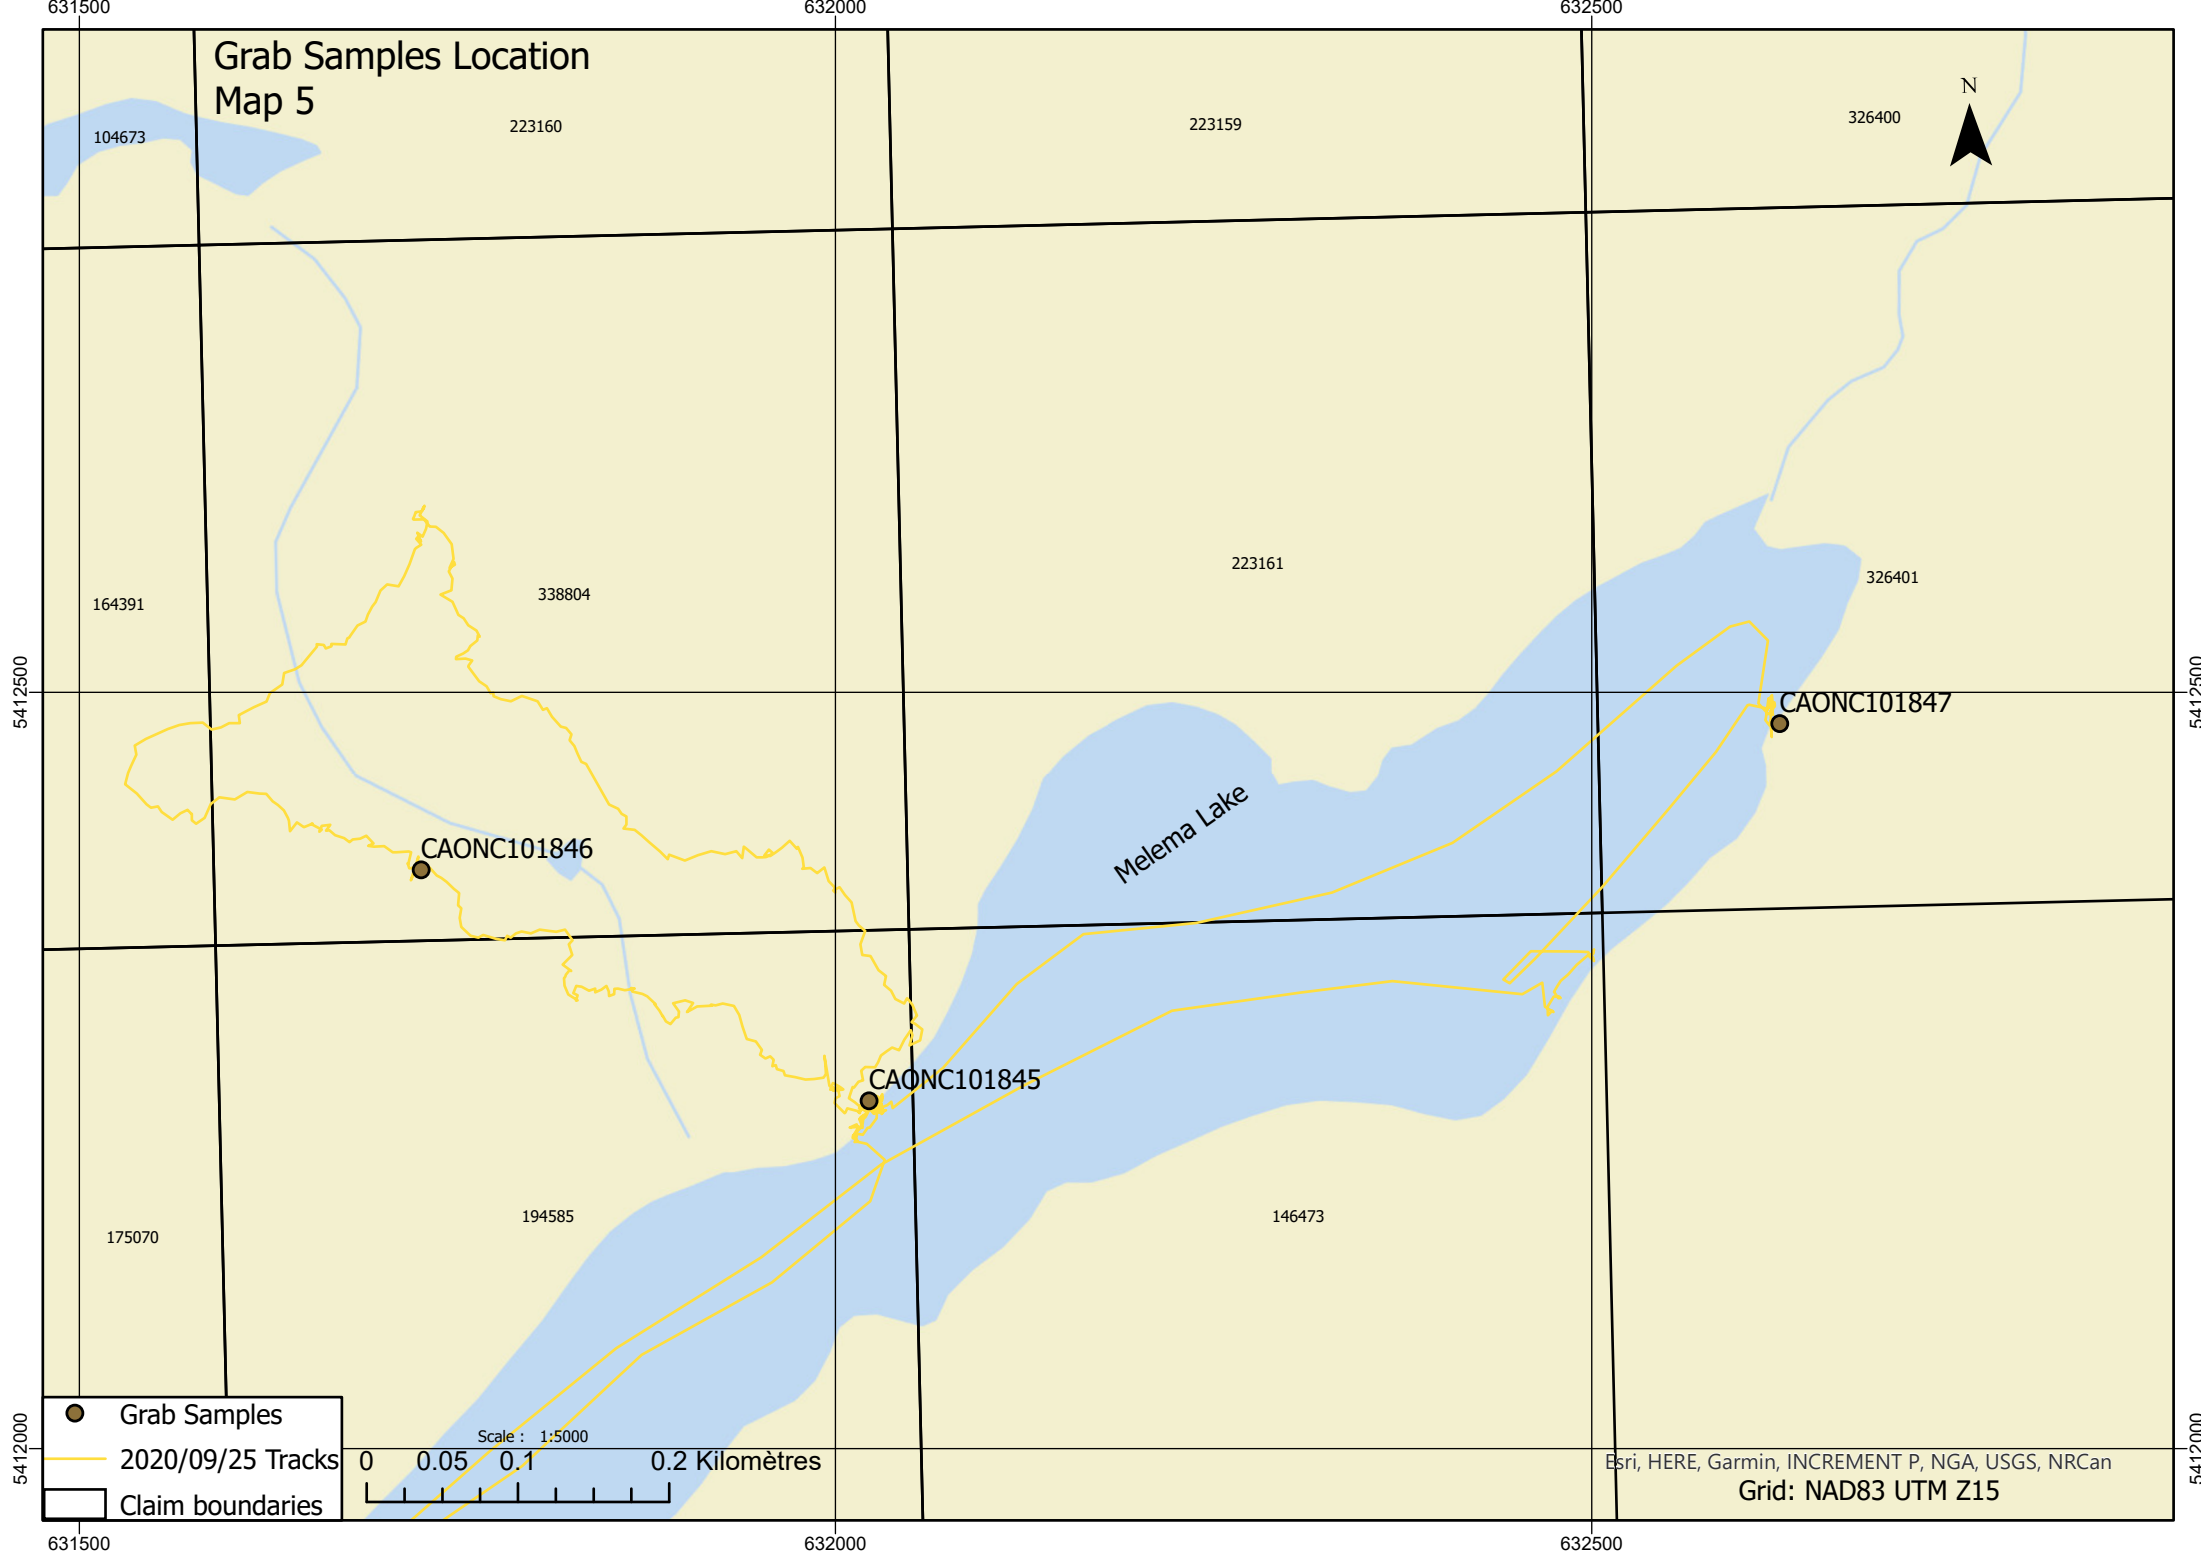 631500 632000 632500
Grab Samples Location
Map 5
N
104673
223160
223159
326400
164391
338804
223161
326401
5412500
5412500
CAONC101847
Melema Lake
CAONC101846
CAONC101845
175070
194585
146473
5412000
5412000
Grab Samples
2020/09/25 Tracks
Claim boundaries
Scale : 1:5000
0 0.05 0.1 0.2 Kilomètres
Esri, HERE, Garmin, INCREMENT P, NGA, USGS, NRCan
Grid: NAD83 UTM Z15
631500 632000 632500